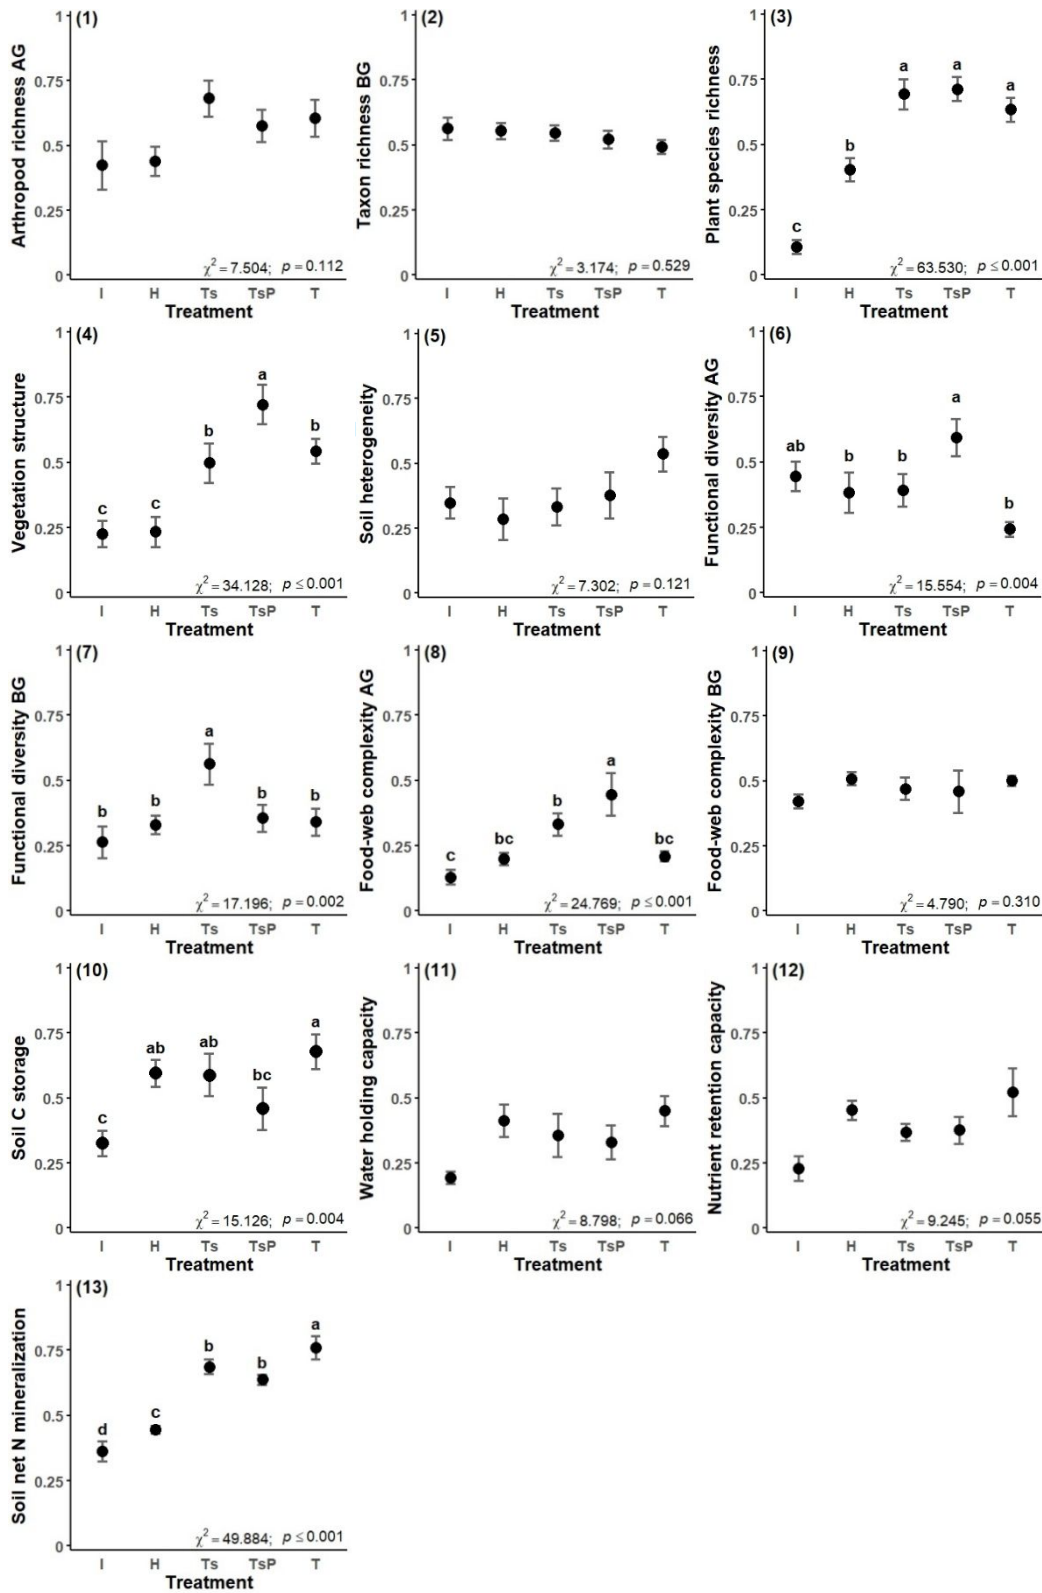 (1)
Arthropod richness AG
1
0.75
0.5
0.25
0
χ² = 7.504; p = 0.112
I H Ts TsP T
Treatment
(2)
Taxon richness BG
1
0.75
0.5
0.25
0
χ² = 3.174; p = 0.529
I H Ts TsP T
Treatment
(3)
Plant species richness
1
0.75
0.5
0.25
0
c b a a a
χ² = 63.530; p ≤ 0.001
I H Ts TsP T
Treatment
(4)
Vegetation structure
1
0.75
0.5
0.25
0
c c b a b
χ² = 34.128; p ≤ 0.001
I H Ts TsP T
Treatment
(5)
Soil heterogeneity
1
0.75
0.5
0.25
0
χ² = 7.302; p = 0.121
I H Ts TsP T
Treatment
(6)
Functional diversity AG
1
0.75
0.5
0.25
0
ab b b a b
χ² = 15.554; p = 0.004
I H Ts TsP T
Treatment
(7)
Functional diversity BG
1
0.75
0.5
0.25
0
b b a b b
χ² = 17.196; p = 0.002
I H Ts TsP T
Treatment
(8)
Food-web complexity AG
1
0.75
0.5
0.25
0
c bc b a bc
χ² = 24.769; p ≤ 0.001
I H Ts TsP T
Treatment
(9)
Food-web complexity BG
1
0.75
0.5
0.25
0
χ² = 4.790; p = 0.310
I H Ts TsP T
Treatment
(10)
Soil C storage
1
0.75
0.5
0.25
0
c ab ab bc a
χ² = 15.126; p = 0.004
I H Ts TsP T
Treatment
(11)
Water holding capacity
1
0.75
0.5
0.25
0
χ² = 8.798; p = 0.066
I H Ts TsP T
Treatment
(12)
Nutrient retention capacity
1
0.75
0.5
0.25
0
χ² = 9.245; p = 0.055
I H Ts TsP T
Treatment
(13)
Soil net N mineralization
1
0.75
0.5
0.25
0
d c b b a
χ² = 49.884; p ≤ 0.001
I H Ts TsP T
Treatment